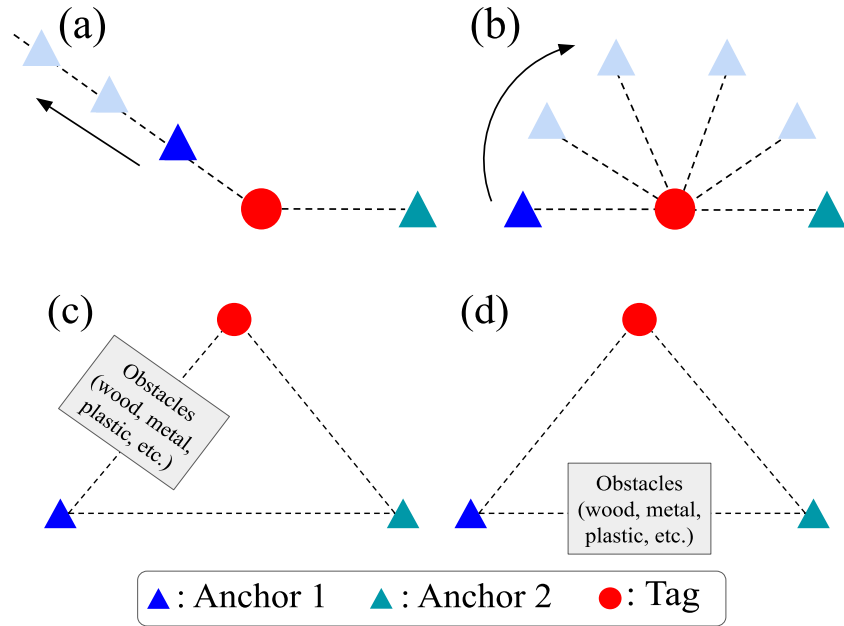 (a)
(b)
(c)
Obstacles
(wood, metal,
plastic, etc.)
(d)
Obstacles
(wood, metal,
plastic, etc.)
: Anchor 1
: Anchor 2
: Tag